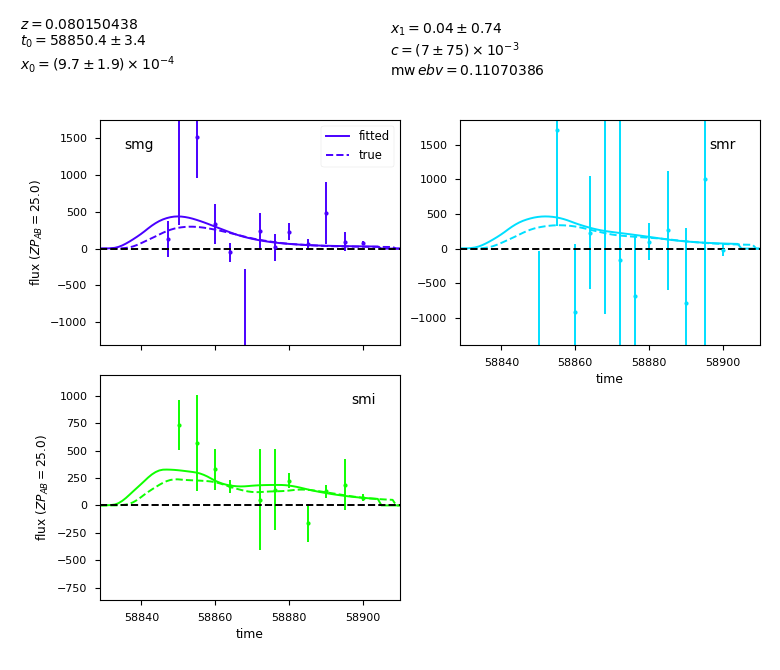 z = 0.080150438
t₀ = 58850.4 ± 3.4
x₀ = (9.7 ± 1.9) × 10⁻⁴
x₁ = 0.04 ± 0.74
c = (7 ± 75) × 10⁻³
mw ebv = 0.11070386
smg
fitted
true
1500
1000
500
0
−500
−1000
flux (ZP_AB = 25.0)
smr
1500
1000
500
0
−500
−1000
58840 58860 58880 58900
time
smi
1000
750
500
250
0
−250
−500
−750
flux (ZP_AB = 25.0)
58840 58860 58880 58900
time